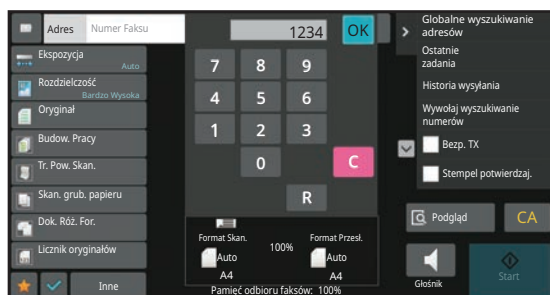 Adres
Numer Faksu
1234
OK
Globalne wyszukiwanie
adresów
Ekspozycja
Auto
Rozdzielczość
Bardzo Wysoka
Oryginał
Budow. Pracy
Tr. Pow. Skan.
Skan. grub. papieru
Dok. Róż. For.
Licznik oryginałów
Inne
7 8 9
4 5 6
1 2 3
0 C
R
Format Skan.
100%
Format Przesł.
Auto
Auto
A4
A4
Pamięć odbioru faksów: 100%
Ostatnie
zadania
Historia wysyłania
Wywołaj wyszukiwanie
numerów
Bezp. TX
Stempel potwierdzaj.
Podgląd
CA
Głośnik
Start